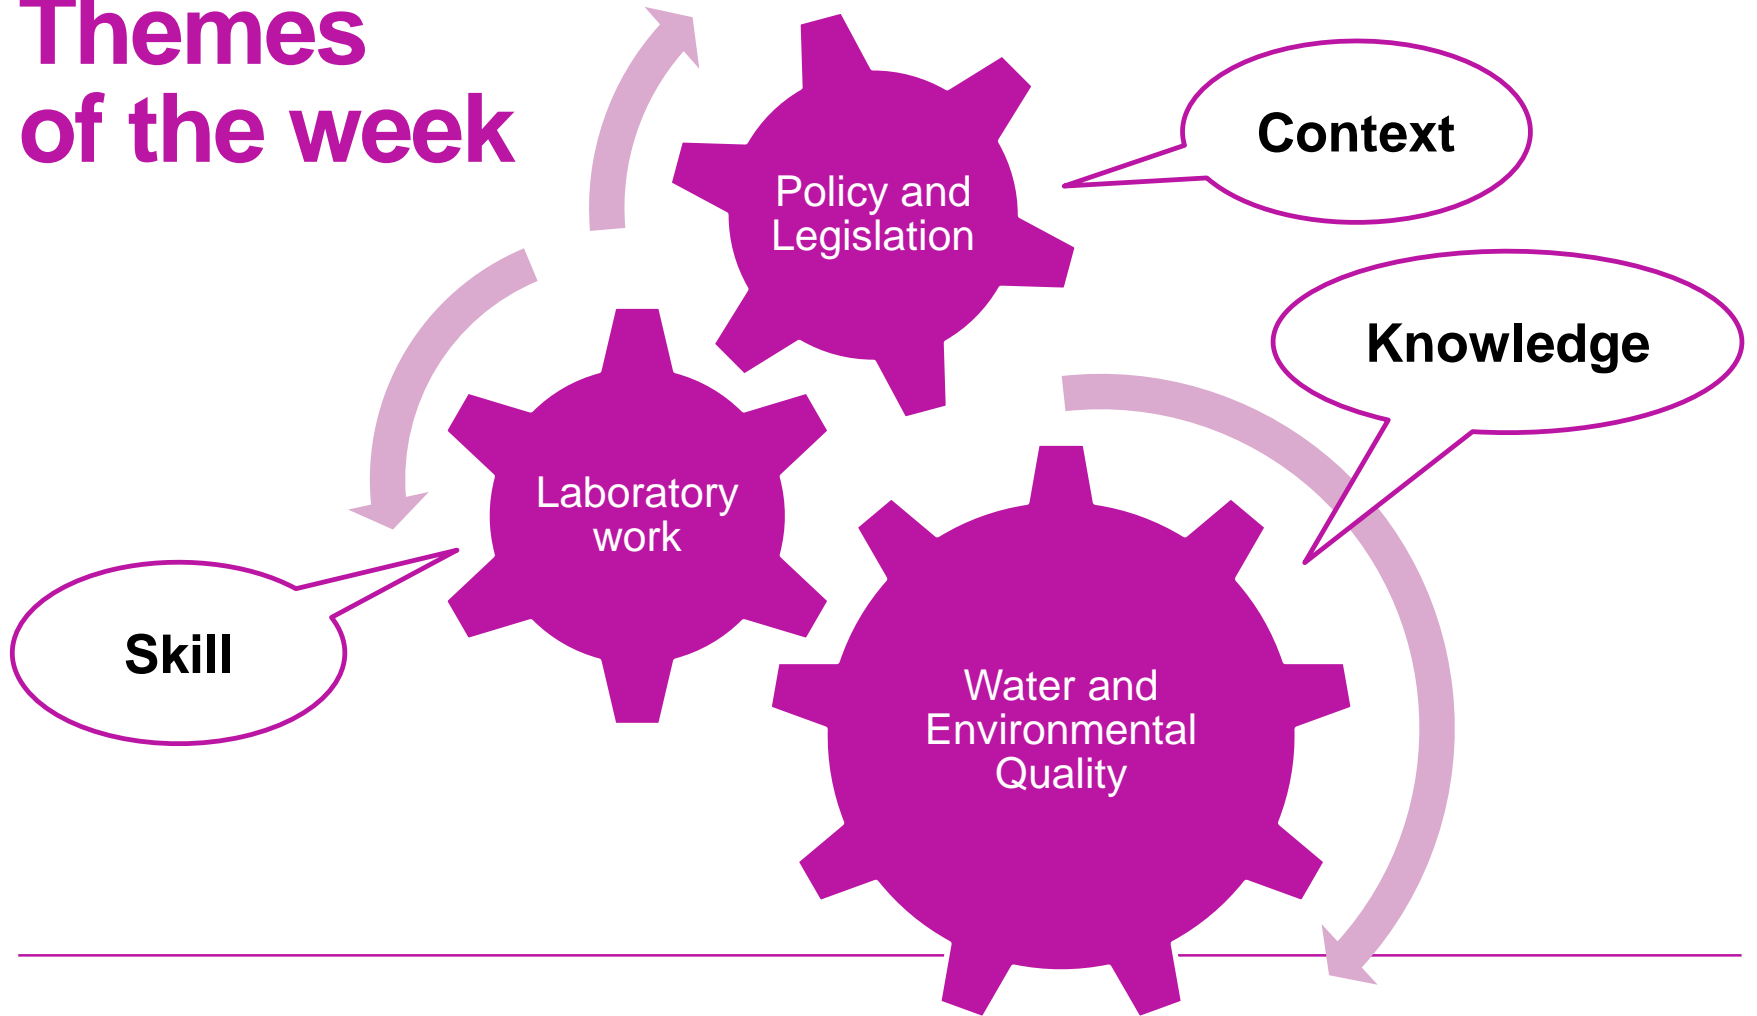 Themes
of the week
Context
Policy and
Legislation
Knowledge
Laboratory
work
Skill
Water and
Environmental
Quality